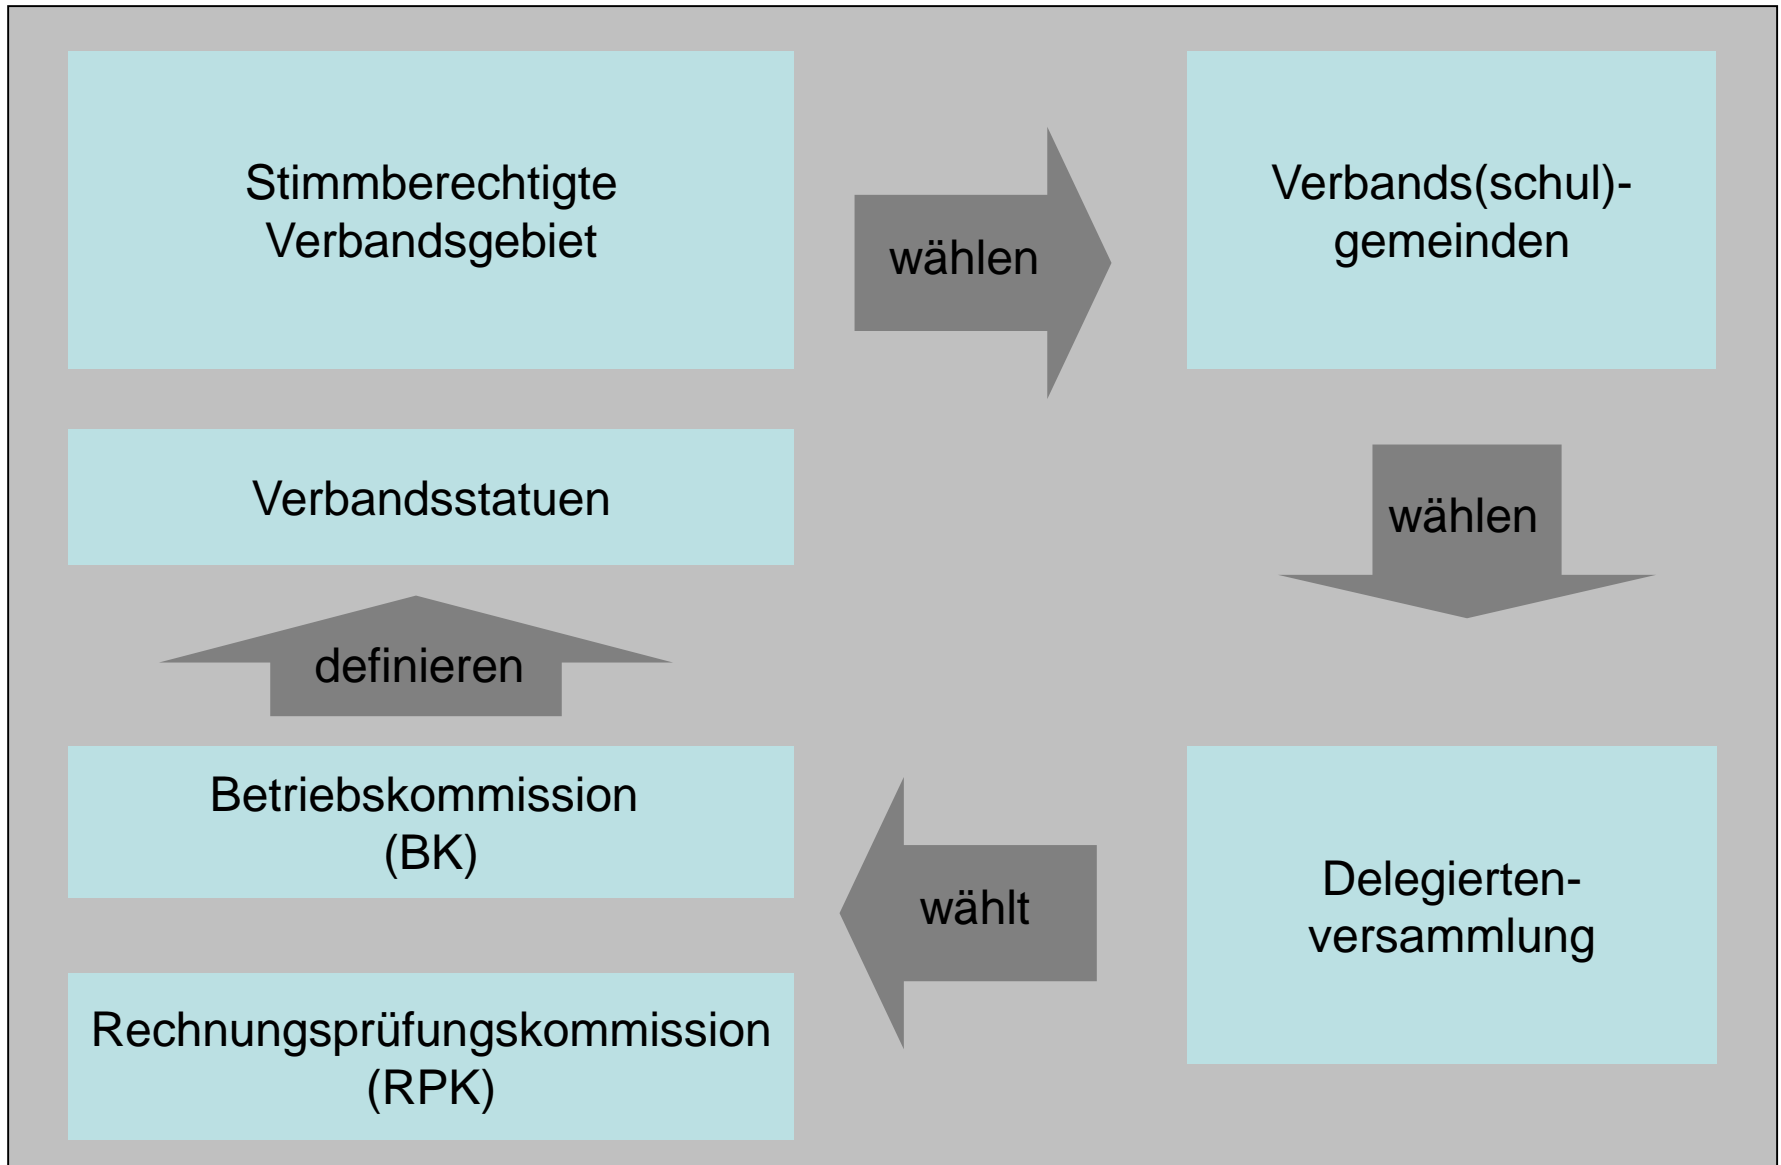 Stimmberechtigte
Verbandsgebiet
wählen
Verbands(schul)-
gemeinden
wählen
Verbandsstatuen
definieren
Betriebskommission
(BK)
wählt
Delegierten-
versammlung
Rechnungsprüfungskommission
(RPK)